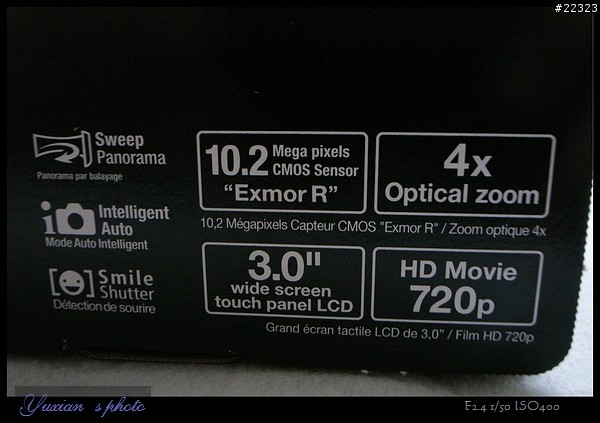 #22323
Sweep
Panorama
Panorama par balayage
10.2 Mega pixels
CMOS Sensor
"Exmor R"
4x
Optical zoom
10,2 Mégapixels Capteur CMOS "Exmor R" / Zoom optique 4x
iO Intelligent
Auto
Mode Auto Intelligent
Smile
Shutter
Détection de sourire
3.0"
wide screen
touch panel LCD
HD Movie
720p
Grand écran tactile LCD de 3,0" / Film HD 720p
Yuxian 's photo
F2.4 1/50 ISO400